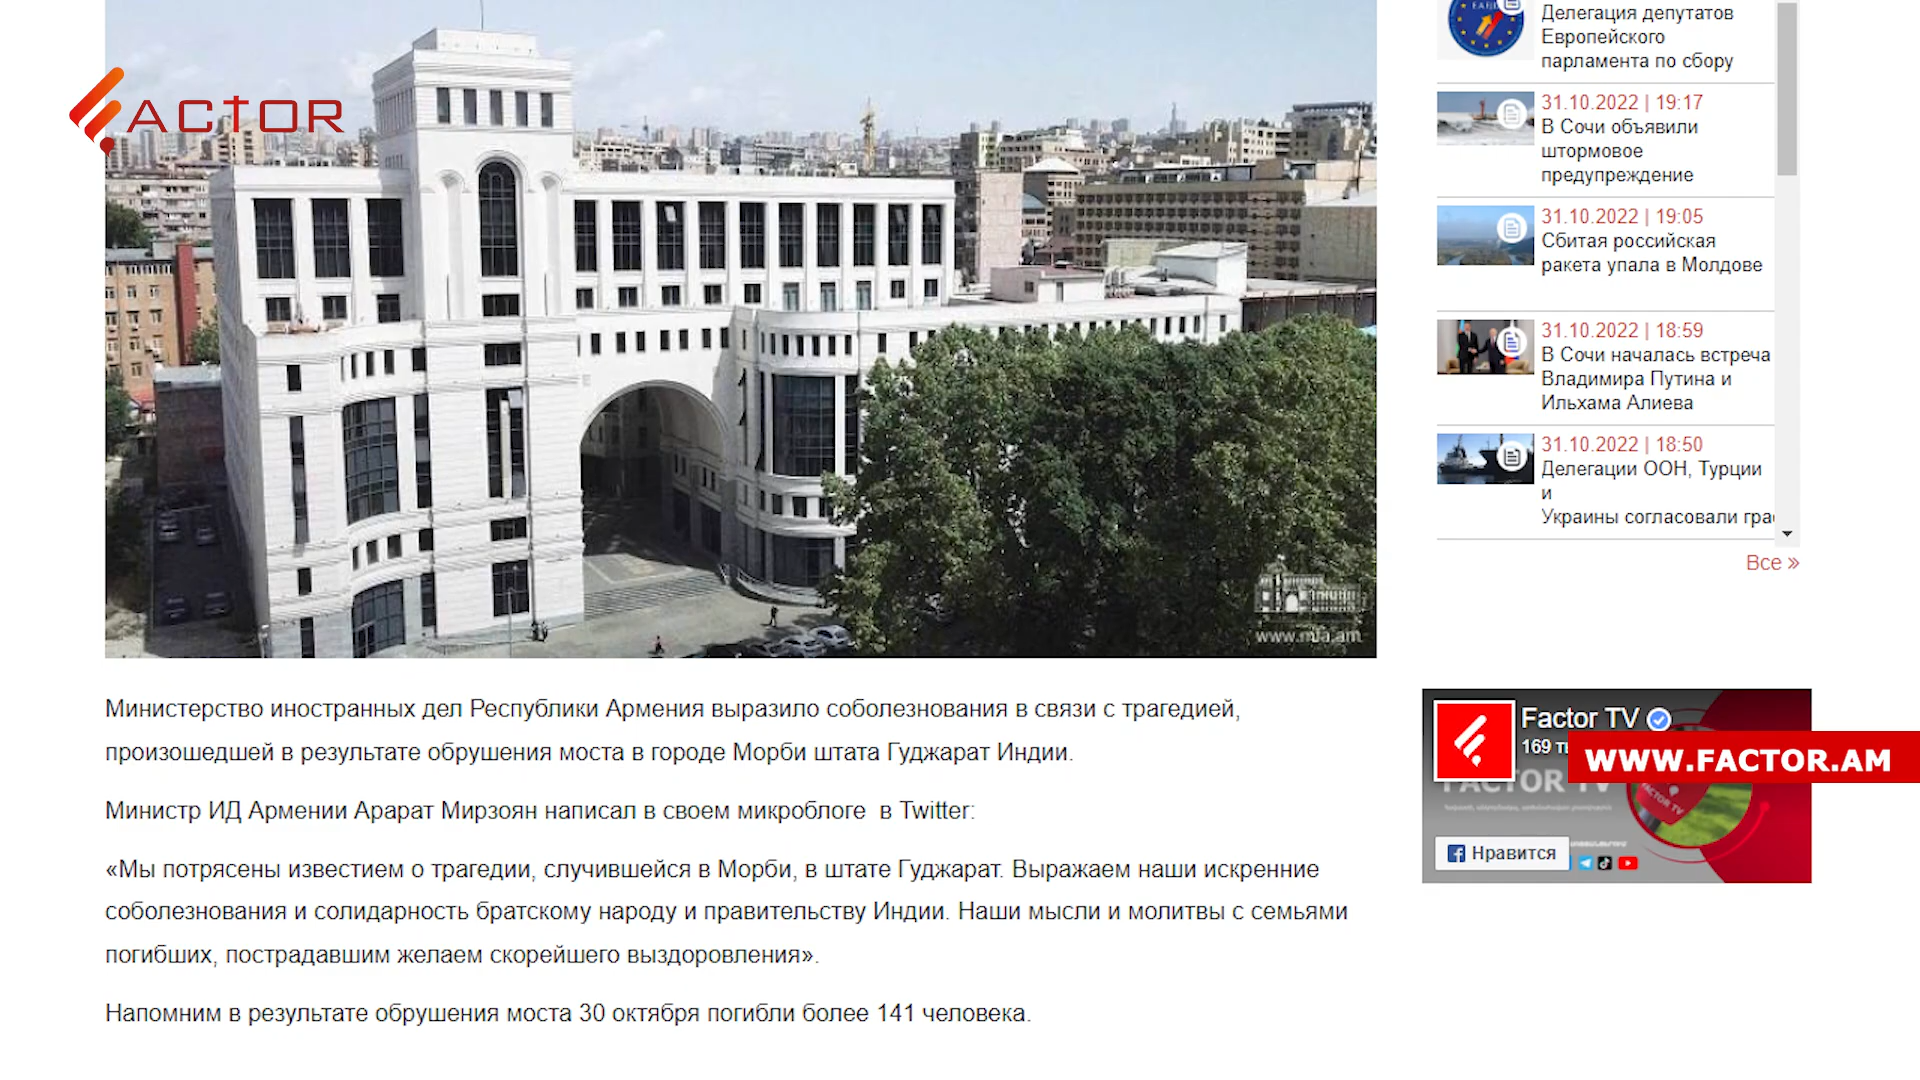 FACTOR
www.mfa.am
Министерство иностранных дел Республики Армения выразило соболезнования в связи с трагедией,
произошедшей в результате обрушения моста в городе Морби штата Гуджарат Индии.
Министр ИД Армении Арарат Мирзоян написал в своем микроблоге в Twitter:
«Мы потрясены известием о трагедии, случившейся в Морби, в штате Гуджарат. Выражаем наши искренние
соболезнования и солидарность братскому народу и правительству Индии. Наши мысли и молитвы с семьями
погибших, пострадавшим желаем скорейшего выздоровления».
Напомним в результате обрушения моста 30 октября погибли более 141 человека.
Делегация депутатов
Европейского
парламента по сбору
31.10.2022 | 19:17
В Сочи объявили
штормовое
предупреждение
31.10.2022 | 19:05
Сбитая российская
ракета упала в Молдове
31.10.2022 | 18:59
В Сочи началась встреча
Владимира Путина и
Ильхама Алиева
31.10.2022 | 18:50
Делегации ООН, Турции
и
Украины согласовали гра
Все »
Factor TV
169
WWW.FACTOR.AM
FACTOR TV
FACTOR TV
Нравится